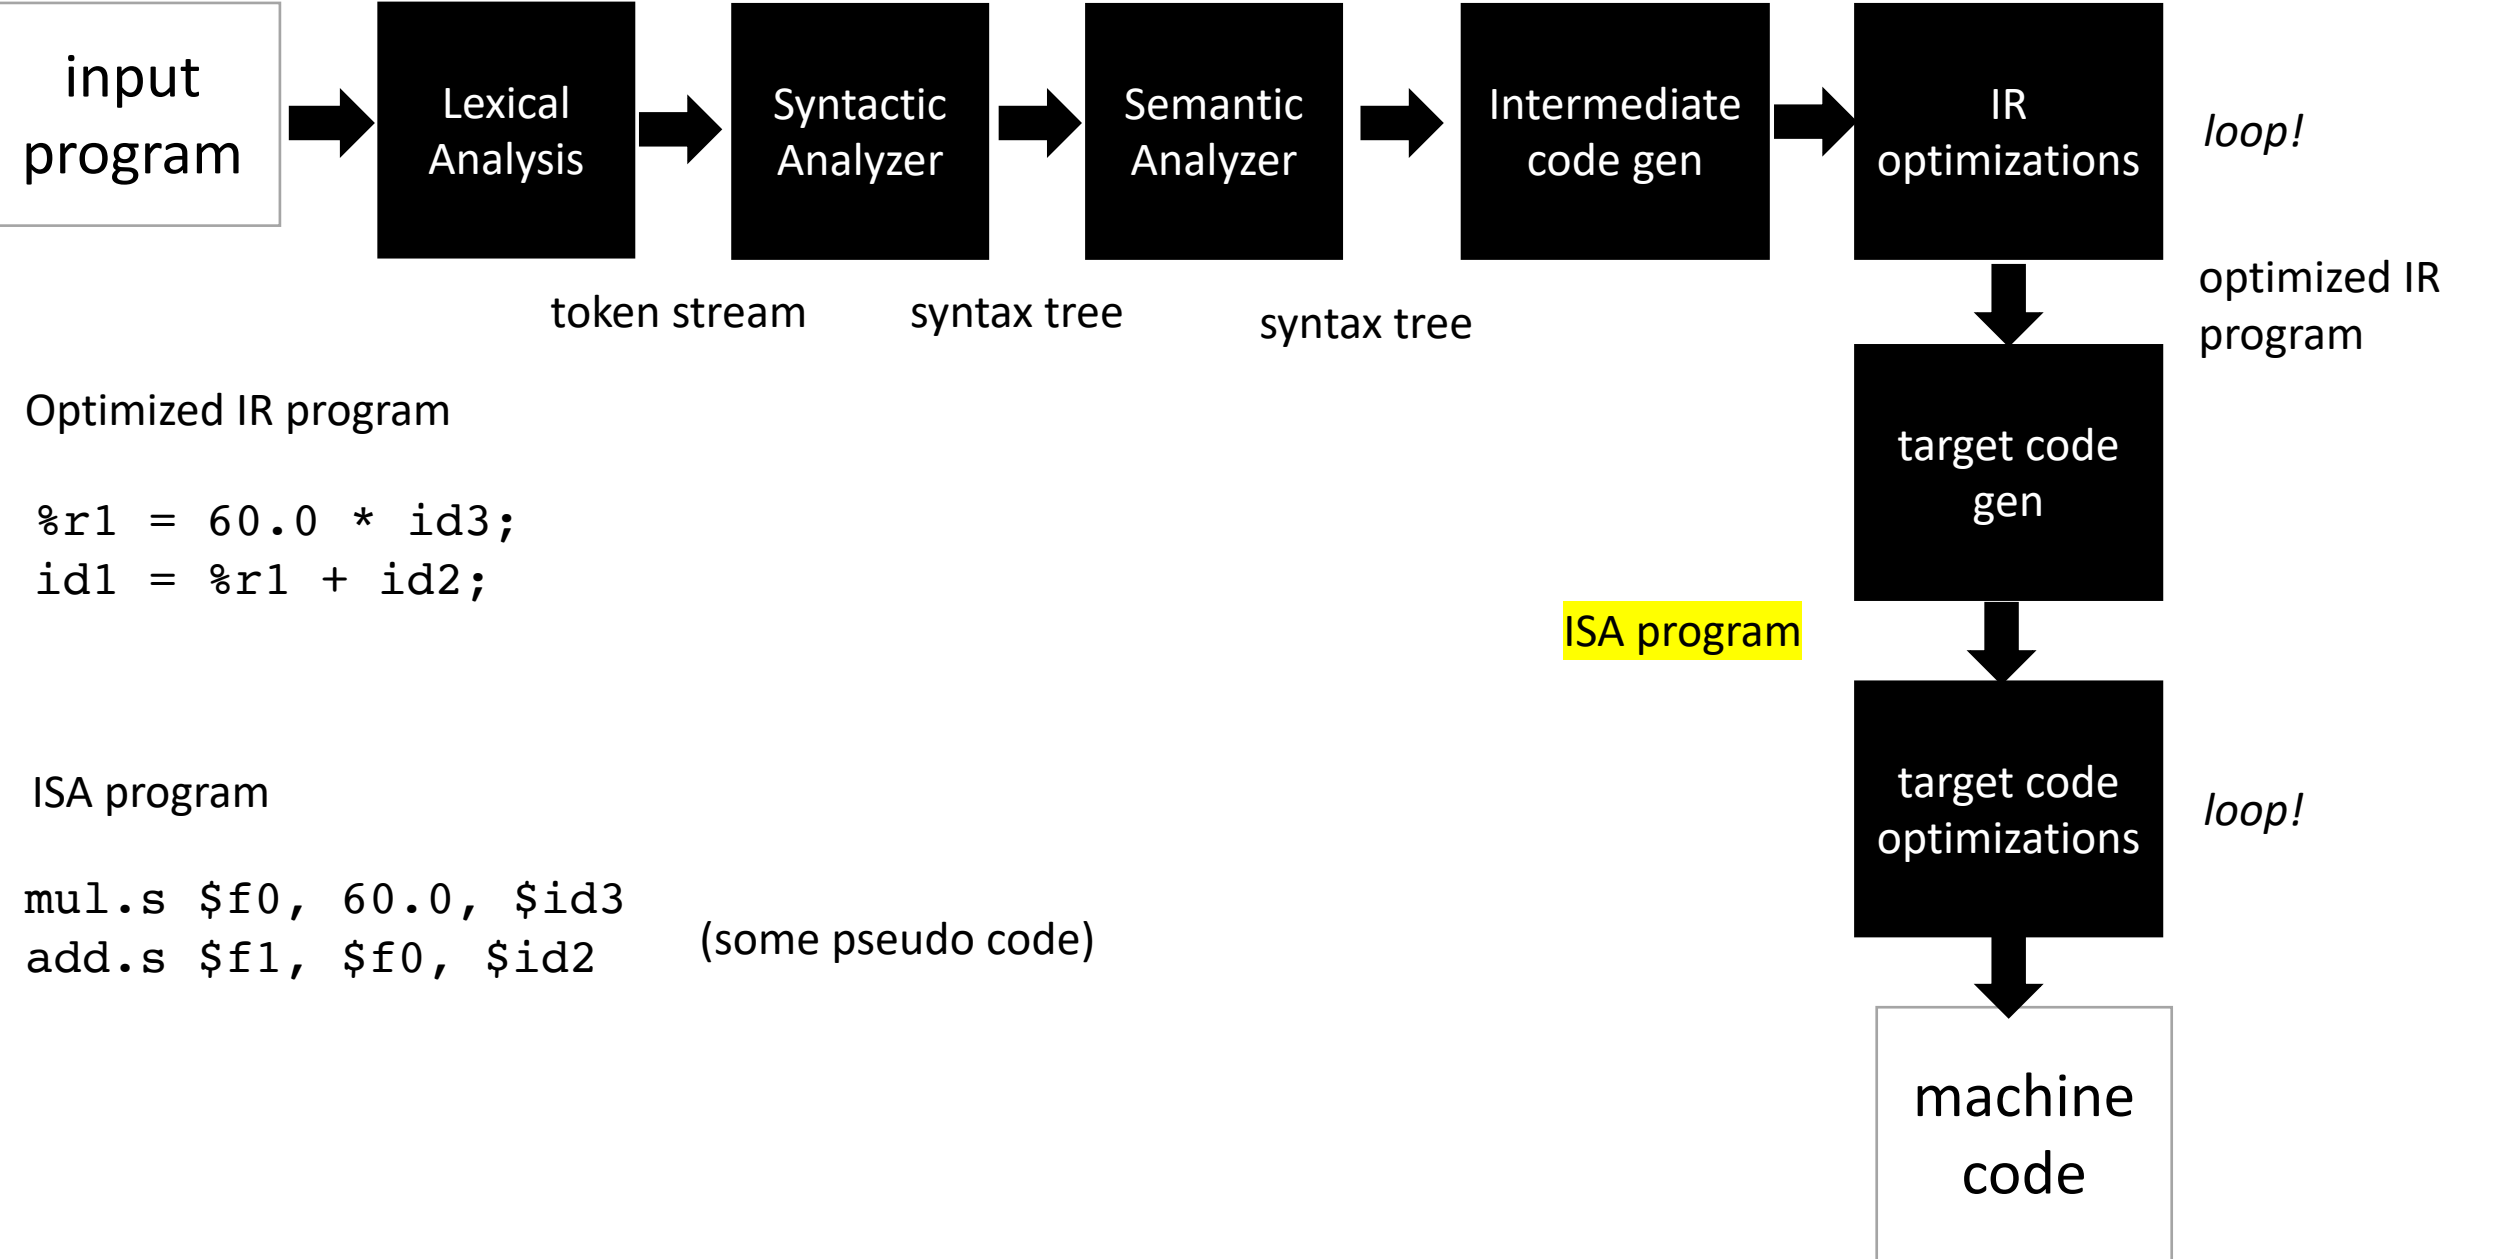 input
program
Lexical
Analysis
Syntactic
Analyzer
Semantic
Analyzer
Intermediate
code gen
IR
optimizations
loop!
token stream
syntax tree
syntax tree
optimized IR
program
Optimized IR program
%r1 = 60.0 * id3;
id1 = %r1 + id2;
target code
gen
ISA program
ISA program
mul.s $f0, 60.0, $id3
add.s $f1, $f0, $id2
(some pseudo code)
target code
optimizations
loop!
machine
code